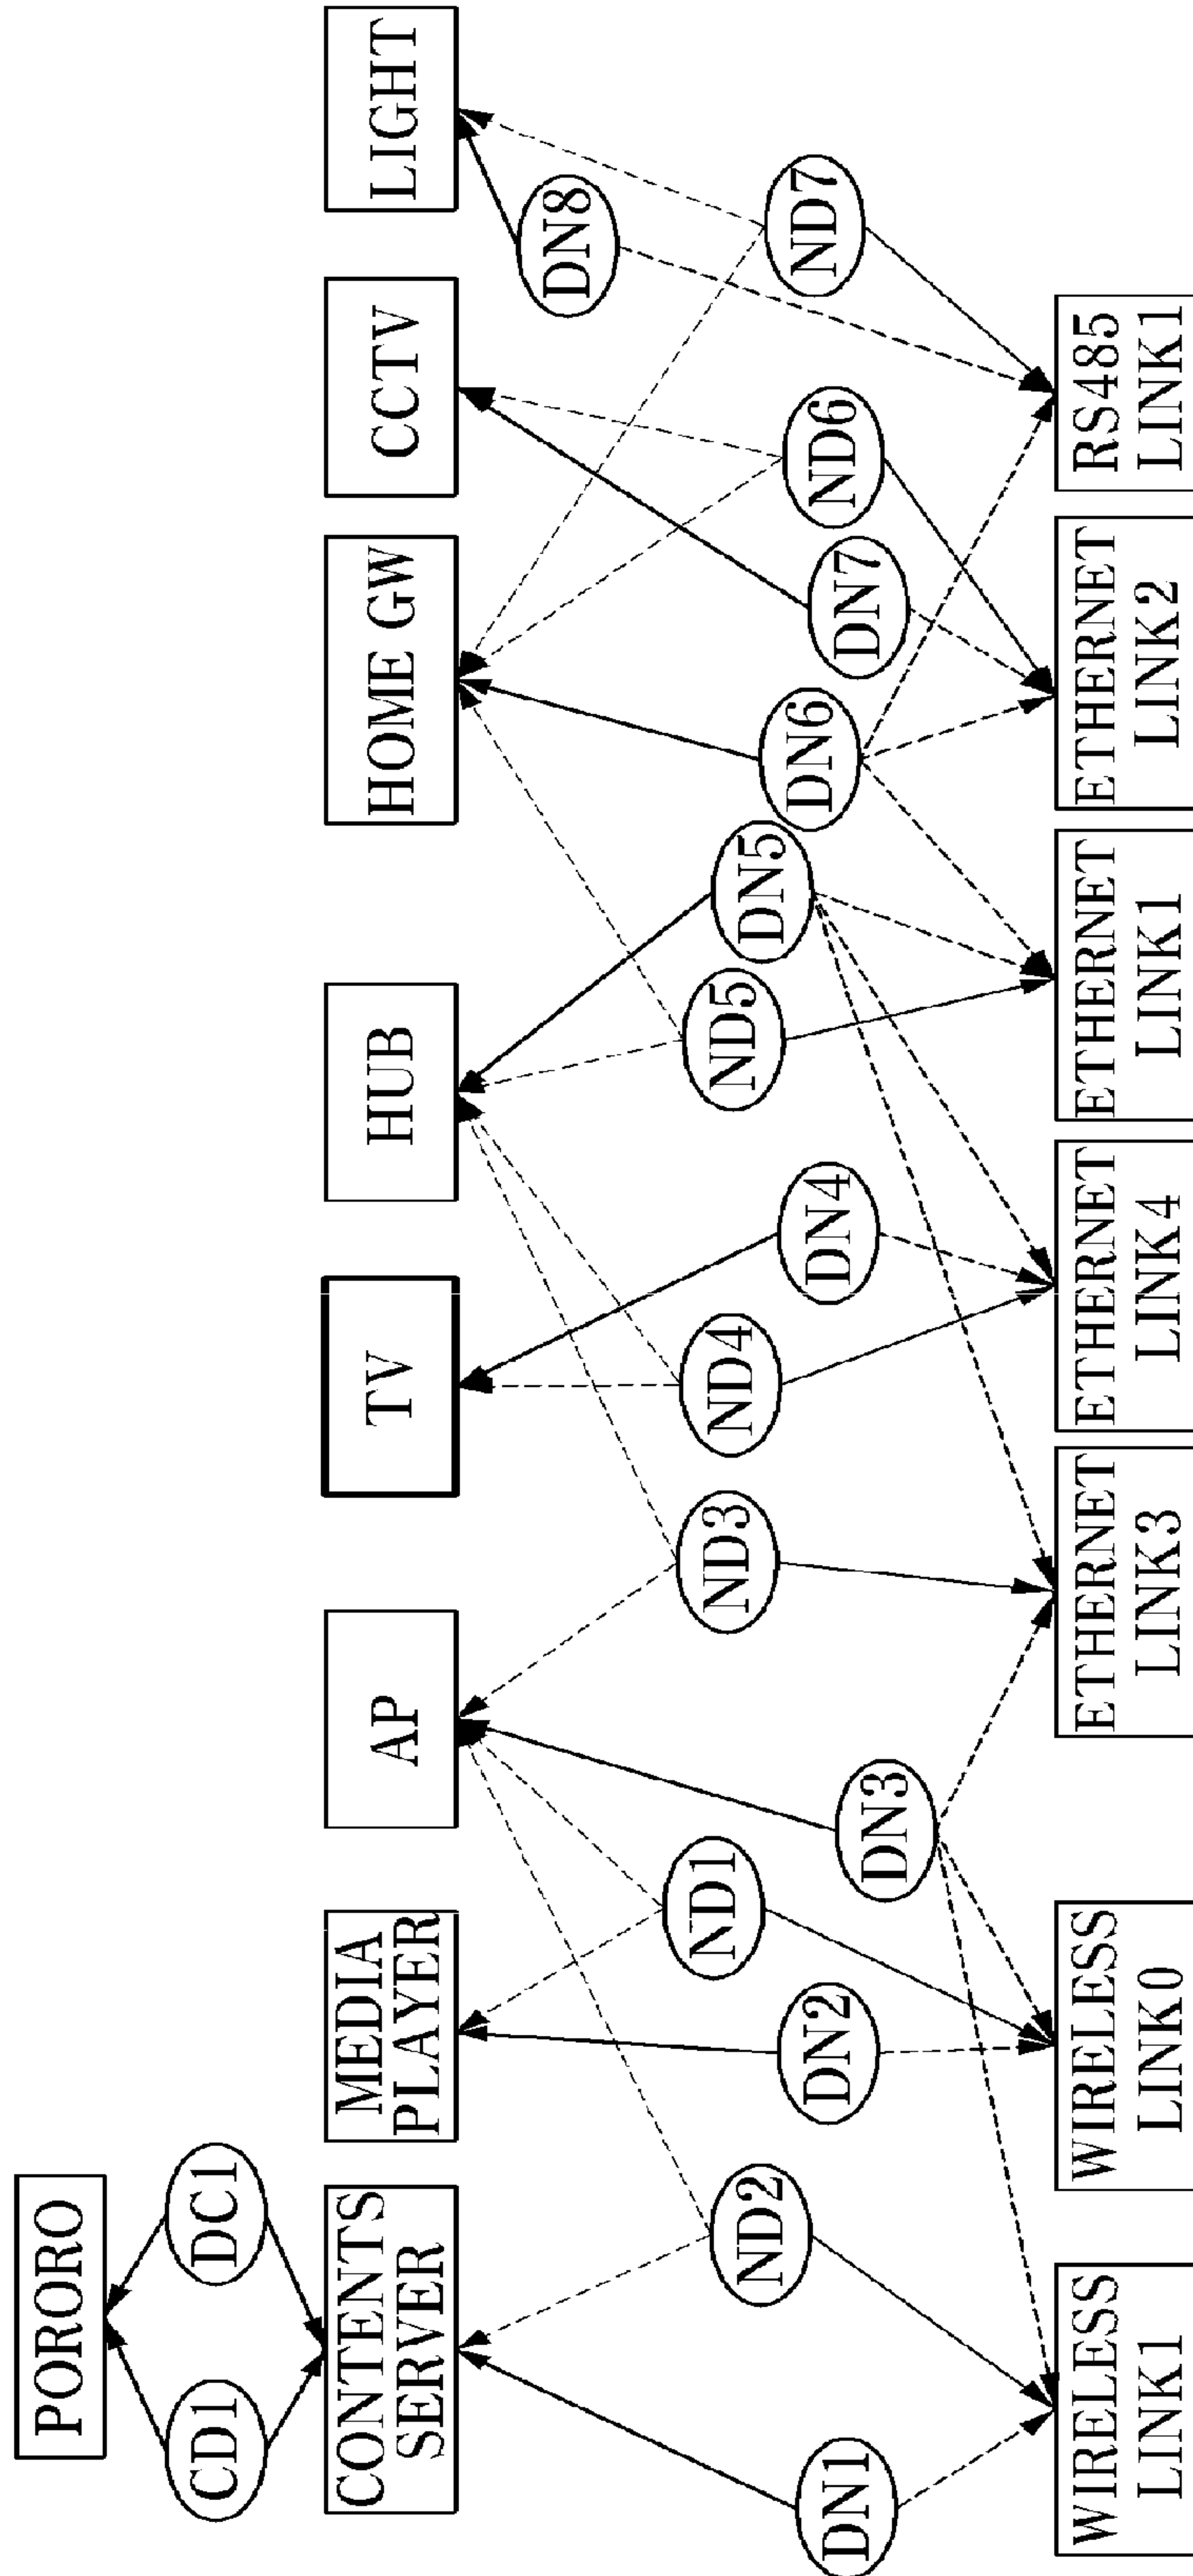 PORORO
CD1
DC1
CONTENTS
SERVER
MEDIA
PLAYER
AP
TV
HUB
HOME GW
CCTV
LIGHT
DN1
ND2
DN2
ND1
DN3
ND3
ND4
DN4
ND5
DN5
DN6
DN7
ND6
DN8
ND7
WIRELESS
LINK1
WIRELESS
LINK0
ETHERNET
LINK3
ETHERNET
LINK4
ETHERNET
LINK1
ETHERNET
LINK2
RS485
LINK1